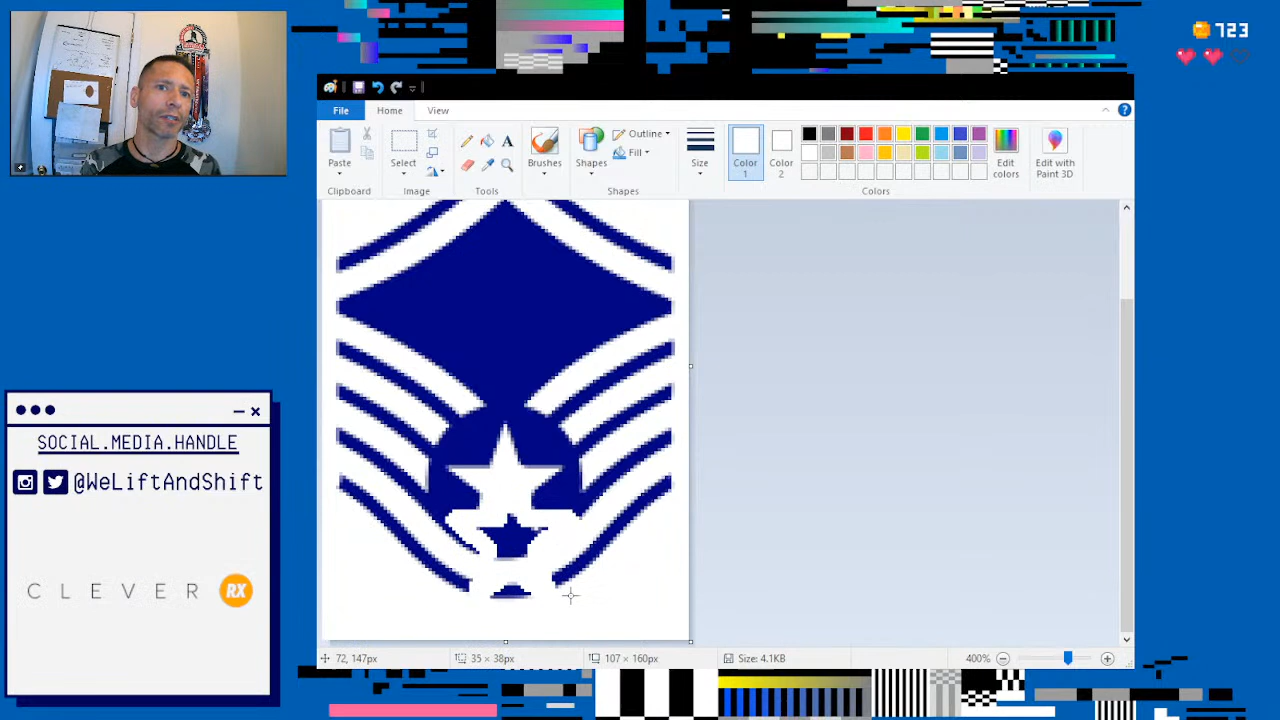 723
File
Home
View
Paste
Select
Brushes
Shapes
Outline
Fill
Size
Color 1
Color 2
Edit colors
Edit with Paint 3D
Clipboard
Image
Tools
Shapes
Colors
SOCIAL.MEDIA.HANDLE
@WeLiftAndShift
CLEVER RX
72, 147px
35 × 38px
107 × 160px
Size: 4.1KB
400%